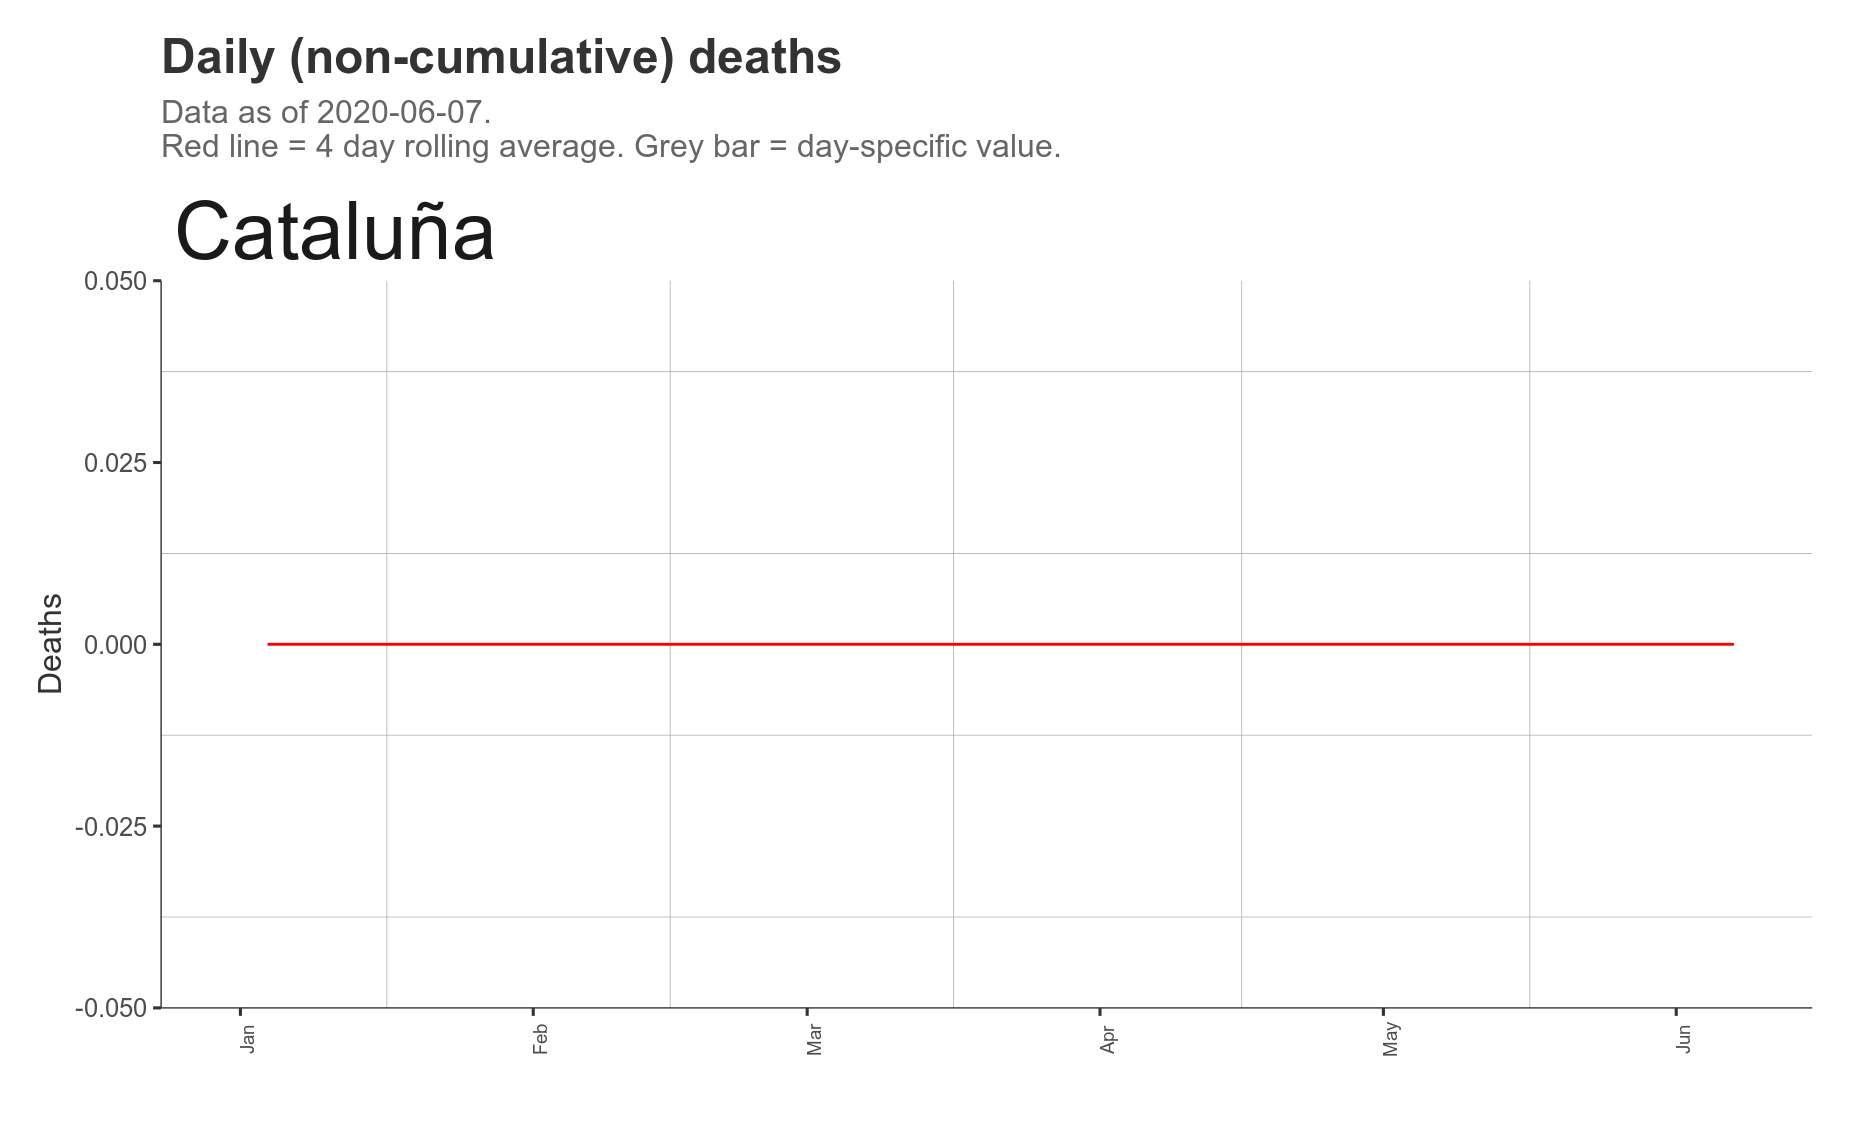 Daily (non-cumulative) deaths
Data as of 2020-06-07.
Red line = 4 day rolling average. Grey bar = day-specific value.
Cataluña
0.050
0.025
0.000
-0.025
-0.050
Deaths
Jan
Feb
Mar
Apr
May
Jun